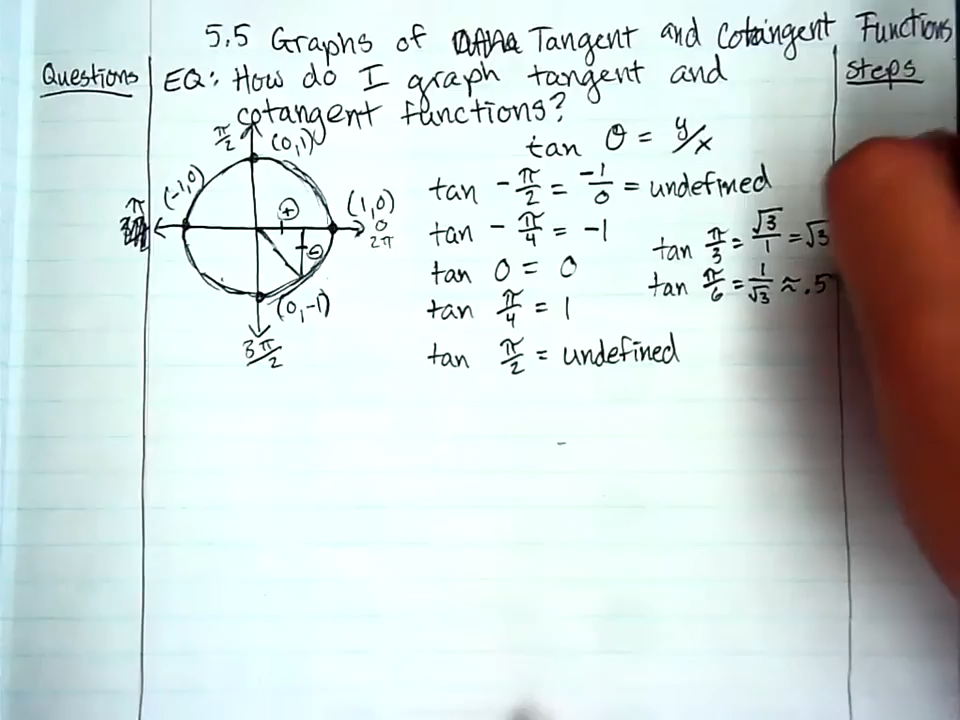 5.5 Graphs of Tangent and Cotangent Functions
Questions
EQ: How do I graph tangent and
cotangent functions?
steps
π/2
(0,1)
(-1,0)
π
(1,0)
0
2π
+
-
(0,-1)
3π/2
tan θ = y/x
tan -π/2 = -1/0 = undefined
tan -π/4 = -1
tan 0 = 0
tan π/4 = 1
tan π/2 = undefined
tan π/3 = √3/1 = √3
tan π/6 = 1/√3 ≈ .5